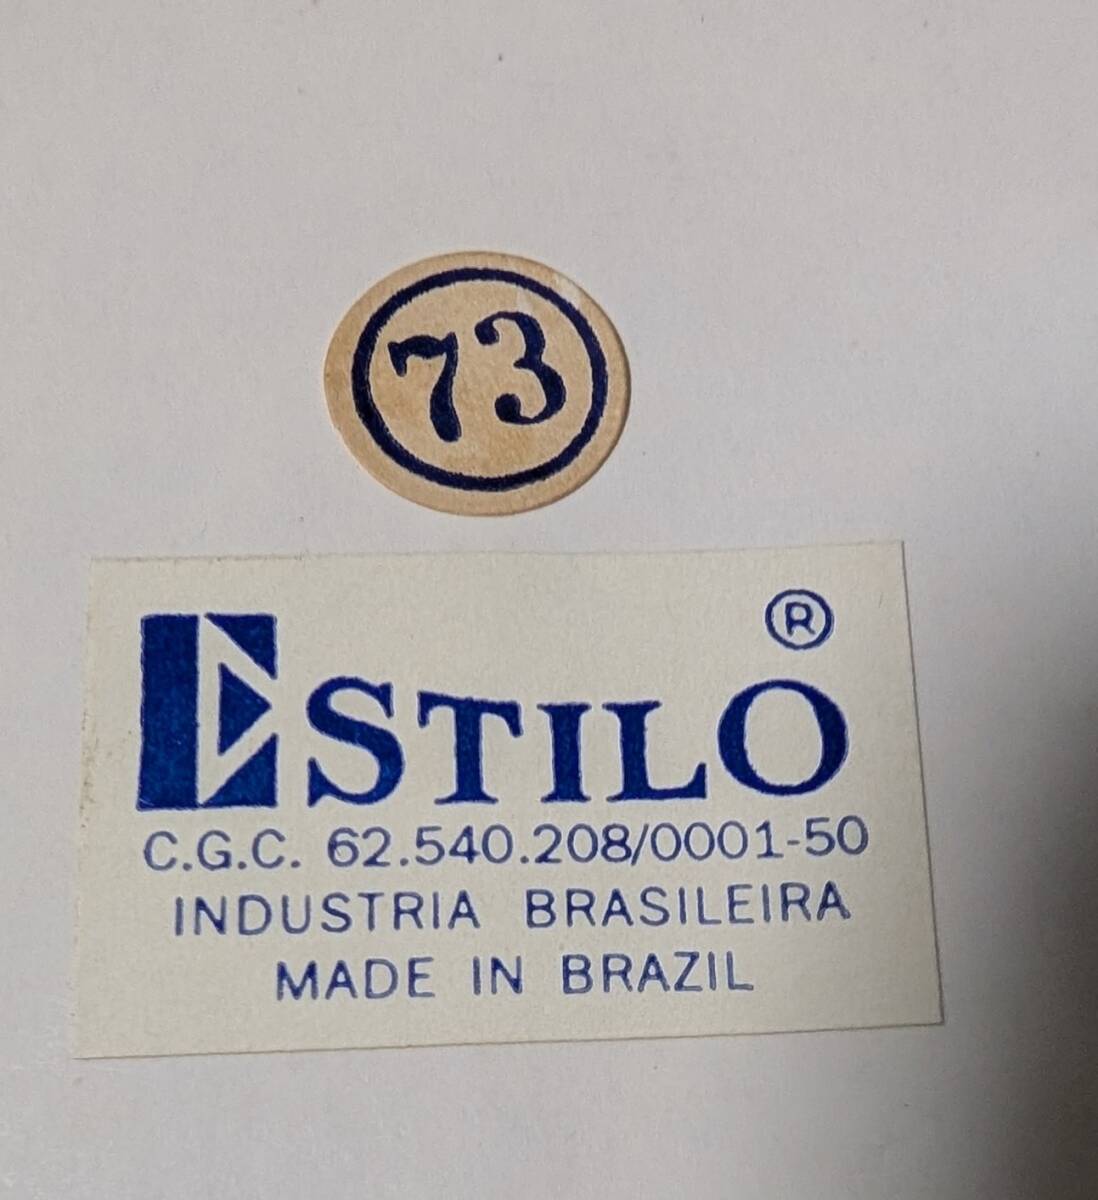 73
ESTILO ®
C.G.C. 62.540.208/0001-50
INDUSTRIA BRASILEIRA
MADE IN BRAZIL